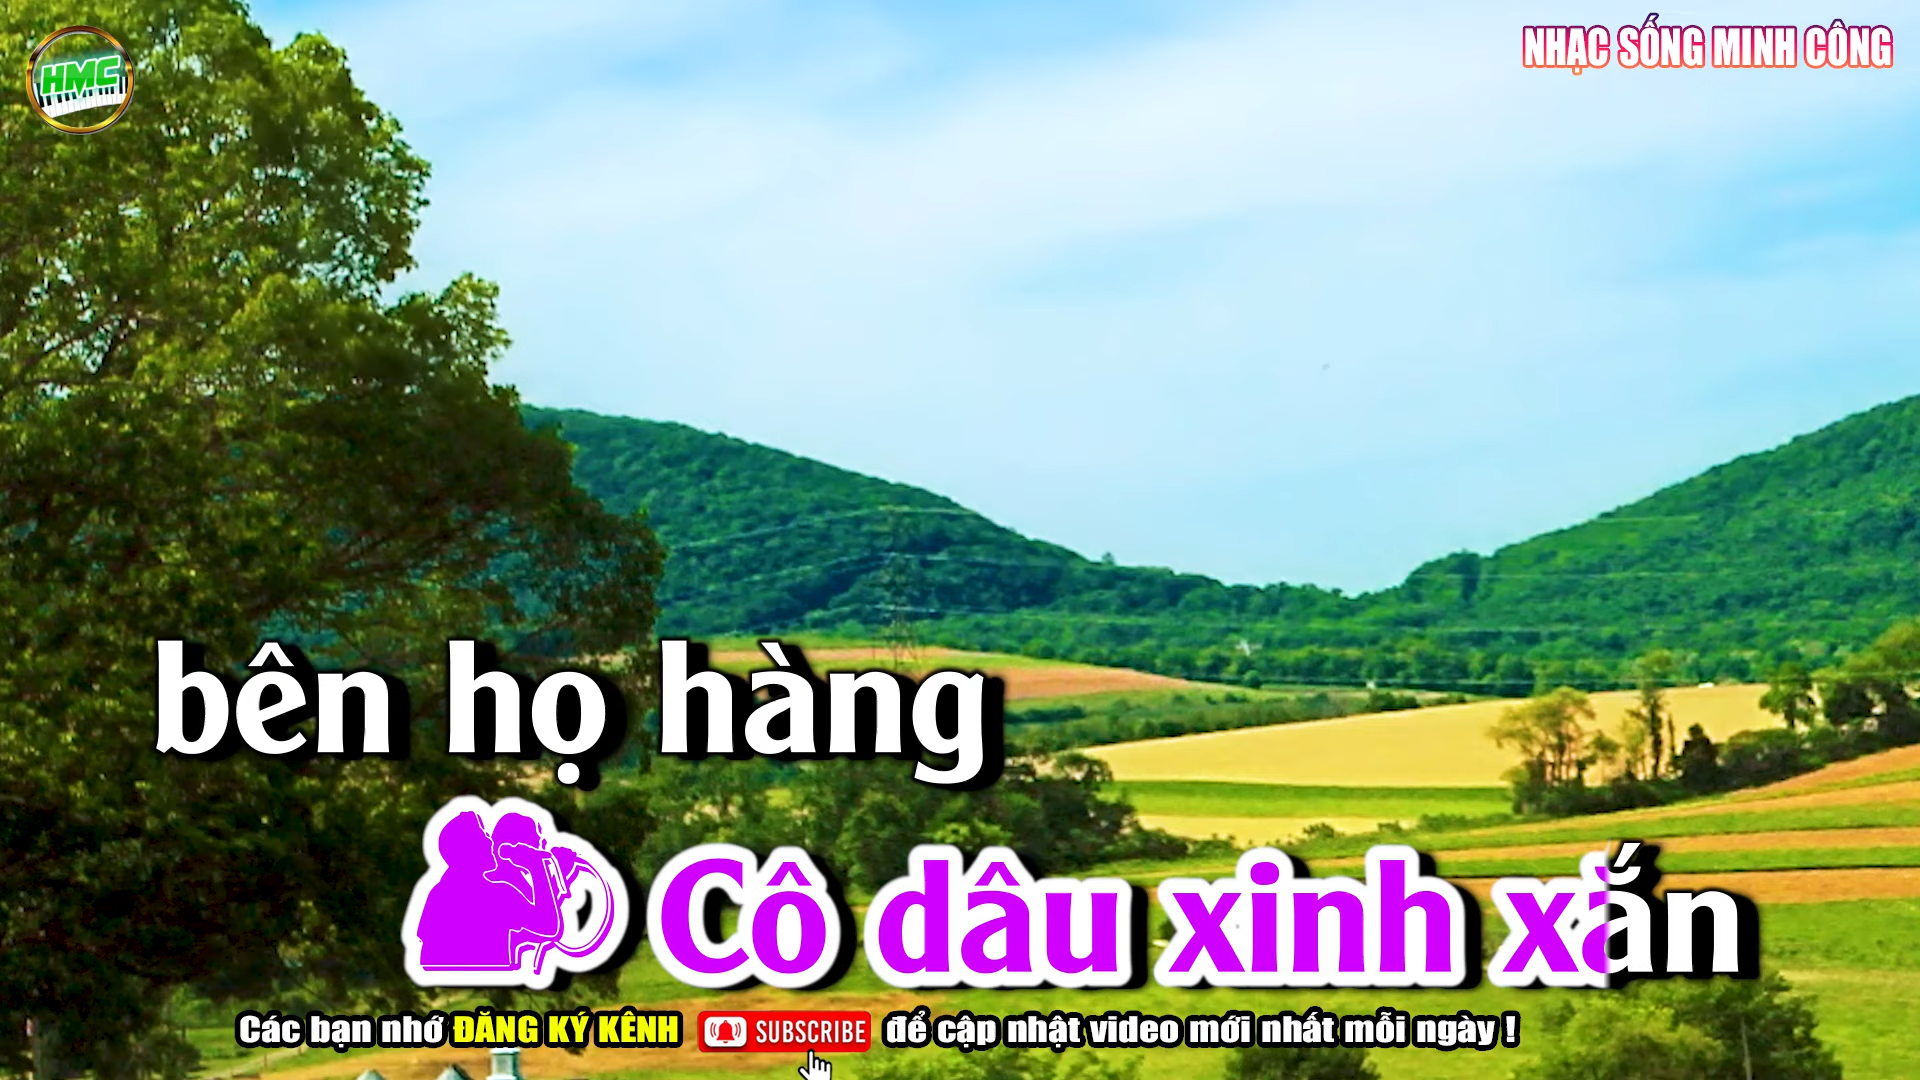 HMC
NHẠC SỐNG MINH CÔNG
bên họ hàng
Cô dâu xinh xắn
Các bạn nhớ ĐĂNG KÝ KÊNH SUBSCRIBE để cập nhật video mới nhất mỗi ngày !